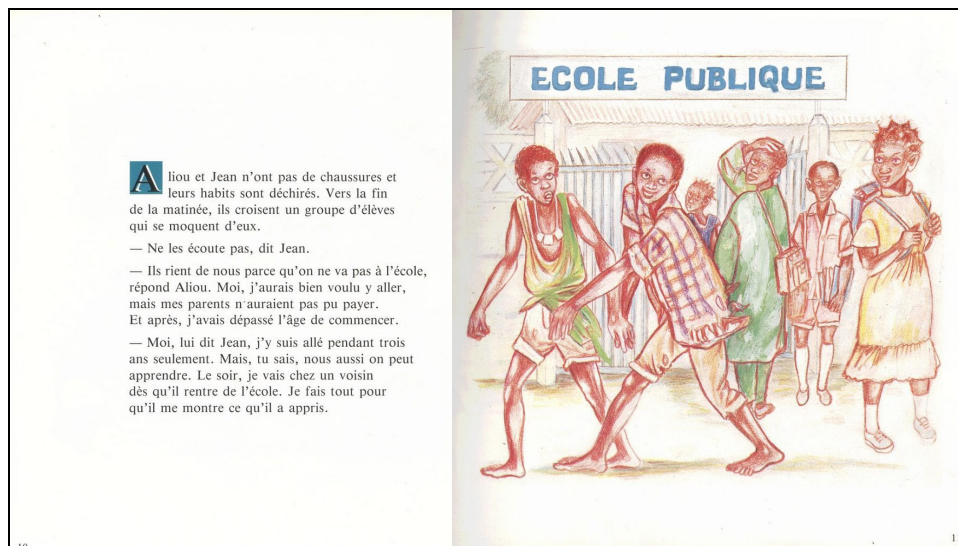 Aliou et Jean n'ont pas de chaussures et
leurs habits sont déchirés. Vers la fin
de la matinée, ils croisent un groupe d'élèves
qui se moquent d'eux.
— Ne les écoute pas, dit Jean.
— Ils rient de nous parce qu'on ne va pas à l'école,
répond Aliou. Moi, j'aurais bien voulu y aller,
mais mes parents n'auraient pas pu payer.
Et après, j'avais dépassé l'âge de commencer.
— Moi, lui dit Jean, j'y suis allé pendant trois
ans seulement. Mais, tu sais, nous aussi on peut
apprendre. Le soir, je vais chez un voisin
dès qu'il rentre de l'école. Je fais tout pour
qu'il me montre ce qu'il a appris.
ECOLE PUBLIQUE